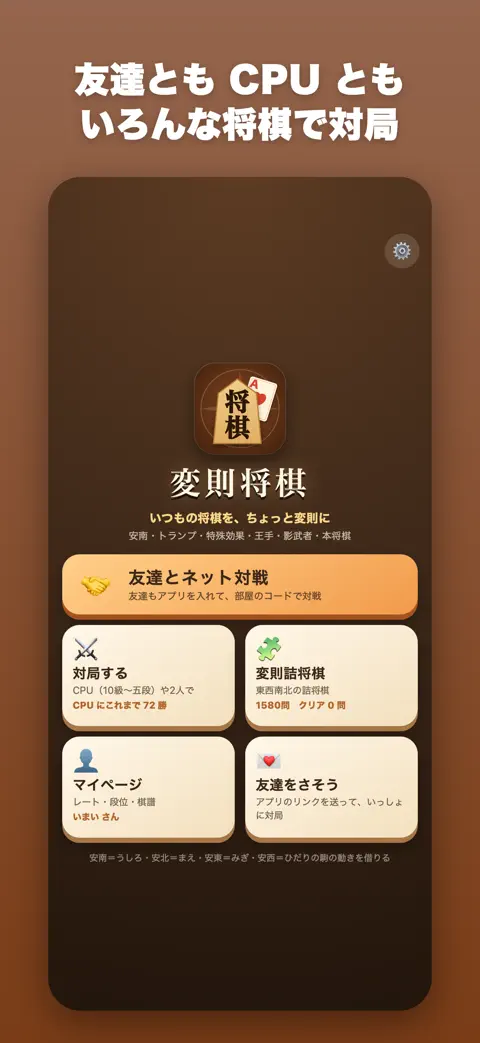 友達とも CPU とも
いろんな将棋で対局
将棋
A
変則将棋
いつもの将棋を、ちょっと変則に
安南・トランプ・特殊効果・王手・影武者・本将棋
友達とネット対戦
友達もアプリを入れて、部屋のコードで対戦
対局する
CPU（10級〜五段）や2人で
CPU にこれまで 72 勝
変則詰将棋
東西南北の詰将棋
1580問 クリア 0 問
マイページ
レート・段位・棋譜
いまい さん
友達をさそう
アプリのリンクを送って、いっしょ
に対局
安南＝うしろ・安北＝まえ・安東＝みぎ・安西＝ひだりの駒の動きを借りる